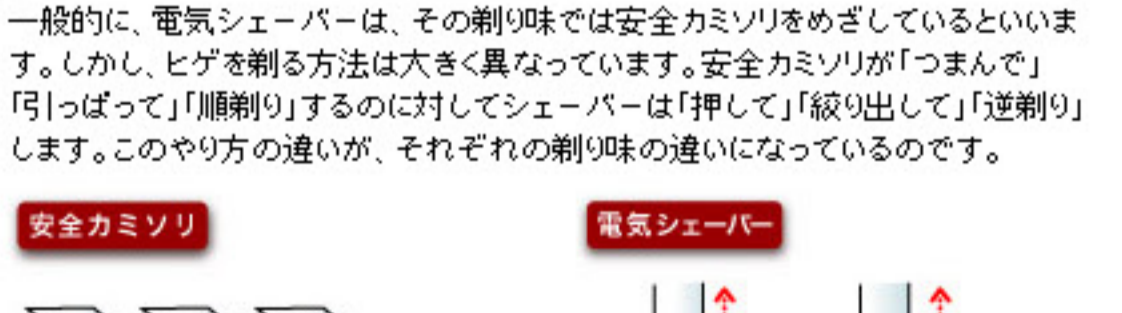 一般的に、電気シェーバーは、その剃り味では安全カミソリをめざしているといいま
す。しかし、ヒゲを剃る方法は大きく異なっています。安全カミソリが「つまんで」
「引っぱって」「順剃り」するのに対してシェーバーは「押して」「絞り出して」「逆剃り」
します。このやり方の違いが、それぞれの剃り味の違いになっているのです。
安全カミソリ
電気シェーバー